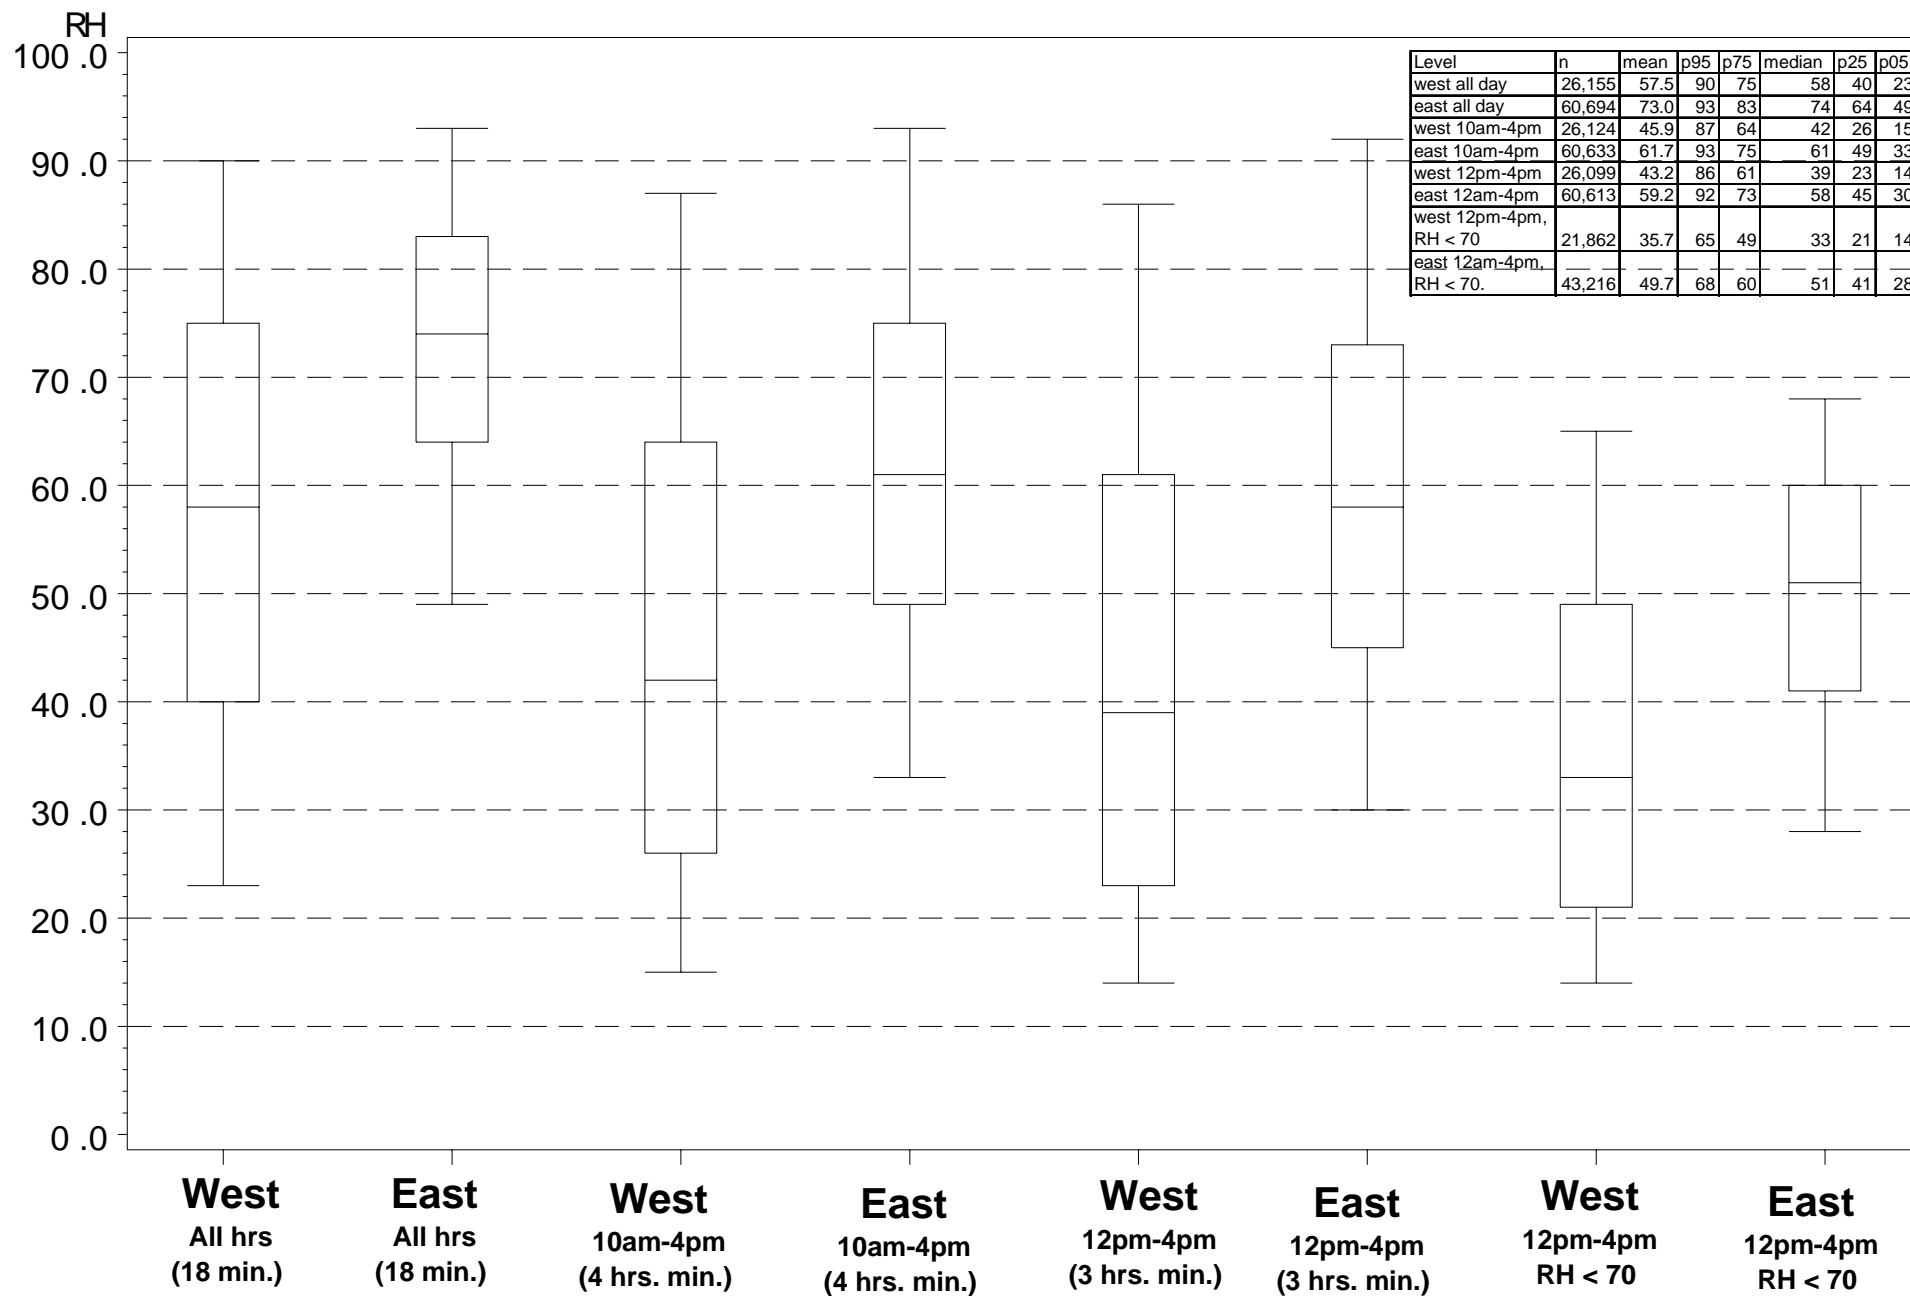 RH
100 .0
90 .0
80 .0
70 .0
60 .0
50 .0
40 .0
30 .0
20 .0
10 .0
0 .0
Level n mean p95 p75 median p25 p05
west all day 26,155 57.5 90 75 58 40 23
east all day 60,694 73.0 93 83 74 64 49
west 10am-4pm 26,124 45.9 87 64 42 26 15
east 10am-4pm 60,633 61.7 93 75 61 49 33
west 12pm-4pm 26,099 43.2 86 61 39 23 14
east 12am-4pm 60,613 59.2 92 73 58 45 30
west 12pm-4pm,
RH < 70 21,862 35.7 65 49 33 21 14
east 12am-4pm,
RH < 70. 43,216 49.7 68 60 51 41 28
West
All hrs
(18 min.)
East
All hrs
(18 min.)
West
10am-4pm
(4 hrs. min.)
East
10am-4pm
(4 hrs. min.)
West
12pm-4pm
(3 hrs. min.)
East
12pm-4pm
(3 hrs. min.)
West
12pm-4pm
RH < 70
East
12pm-4pm
RH < 70